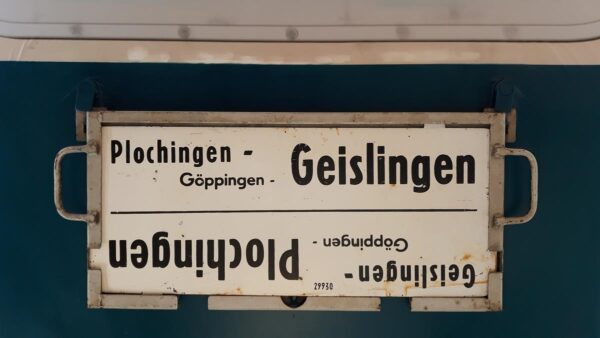 Plochingen - Geislingen
Göppingen -
Geislingen -
Göppingen -
Plochingen
29930